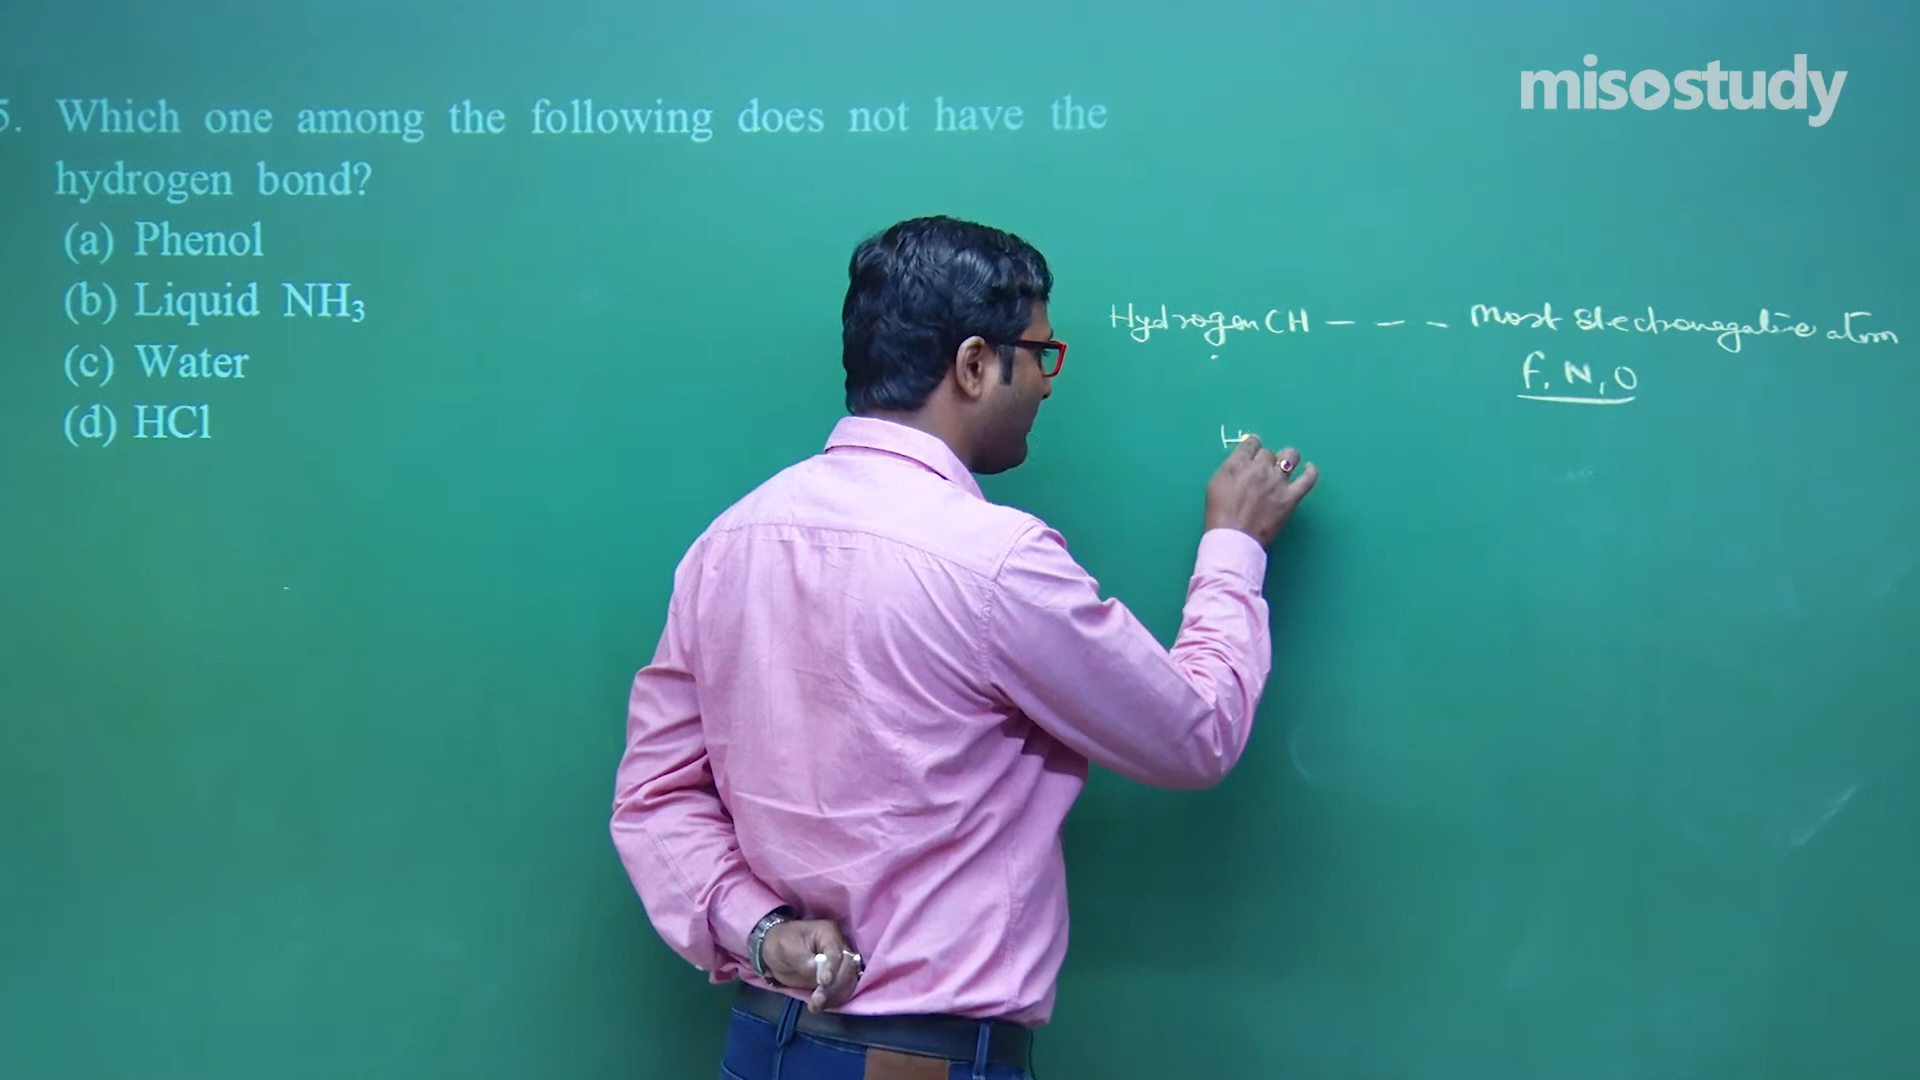 misostudy
5. Which one among the following does not have the
hydrogen bond?
(a) Phenol
(b) Liquid NH₃
(c) Water
(d) HCl
Hydrogen CH - - - most Electronegative atom
F, N, O
H